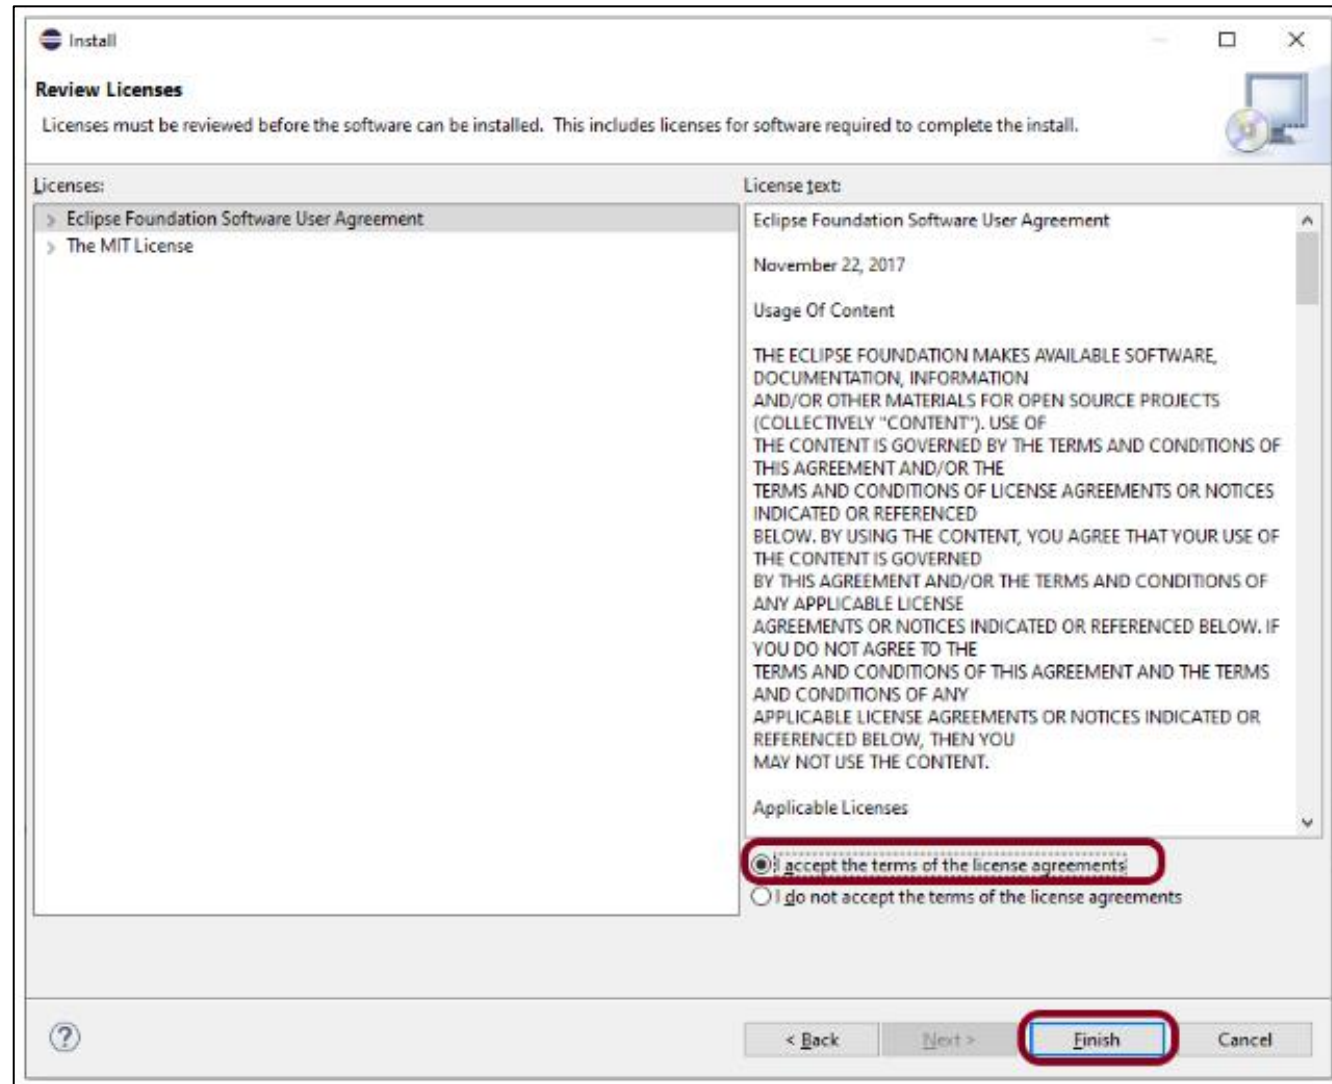 Install
Review Licenses
Licenses must be reviewed before the software can be installed.  This includes licenses for software required to complete the install.
Licenses:
Eclipse Foundation Software User Agreement
The MIT License
License text:
Eclipse Foundation Software User Agreement
November 22, 2017
Usage Of Content
THE ECLIPSE FOUNDATION MAKES AVAILABLE SOFTWARE,
DOCUMENTATION, INFORMATION
AND/OR OTHER MATERIALS FOR OPEN SOURCE PROJECTS
(COLLECTIVELY "CONTENT"). USE OF
THE CONTENT IS GOVERNED BY THE TERMS AND CONDITIONS OF
THIS AGREEMENT AND/OR THE
TERMS AND CONDITIONS OF LICENSE AGREEMENTS OR NOTICES
INDICATED OR REFERENCED
BELOW. BY USING THE CONTENT, YOU AGREE THAT YOUR USE OF
THE CONTENT IS GOVERNED
BY THIS AGREEMENT AND/OR THE TERMS AND CONDITIONS OF
ANY APPLICABLE LICENSE
AGREEMENTS OR NOTICES INDICATED OR REFERENCED BELOW. IF
YOU DO NOT AGREE TO THE
TERMS AND CONDITIONS OF THIS AGREEMENT AND THE TERMS
AND CONDITIONS OF ANY
APPLICABLE LICENSE AGREEMENTS OR NOTICES INDICATED OR
REFERENCED BELOW, THEN YOU
MAY NOT USE THE CONTENT.
Applicable Licenses
I accept the terms of the license agreements
I do not accept the terms of the license agreements
< Back
Next >
Finish
Cancel